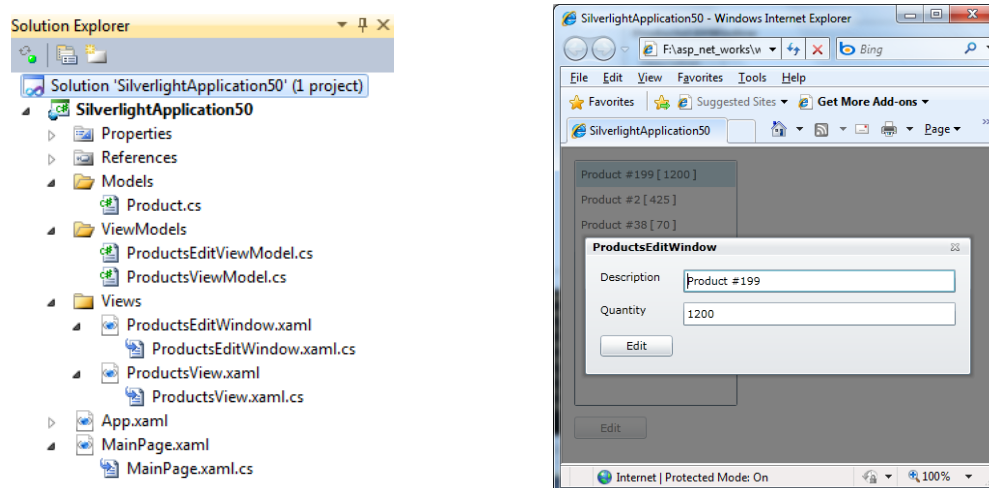 Solution Explorer
Solution 'SilverlightApplication50' (1 project)
SilverlightApplication50
Properties
References
Models
Product.cs
ViewModels
ProductsEditViewModel.cs
ProductsViewModel.cs
Views
ProductsEditWindow.xaml
ProductsEditWindow.xaml.cs
ProductsView.xaml
ProductsView.xaml.cs
App.xaml
MainPage.xaml
MainPage.xaml.cs
SilverlightApplication50 - Windows Internet Explorer
F:\asp_net_works\w Bing
File Edit View Favorites Tools Help
Favorites Suggested Sites Get More Add-ons
SilverlightApplication50 Page
Product #199 [ 1200 ]
Product #2 [ 425 ]
Product #38 [ 70 ]
ProductsEditWindow
Description Product #199
Quantity 1200
Edit
Edit
Internet | Protected Mode: On 100%